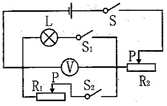 S
L S₁
V P
P S₂
R₁ R₂